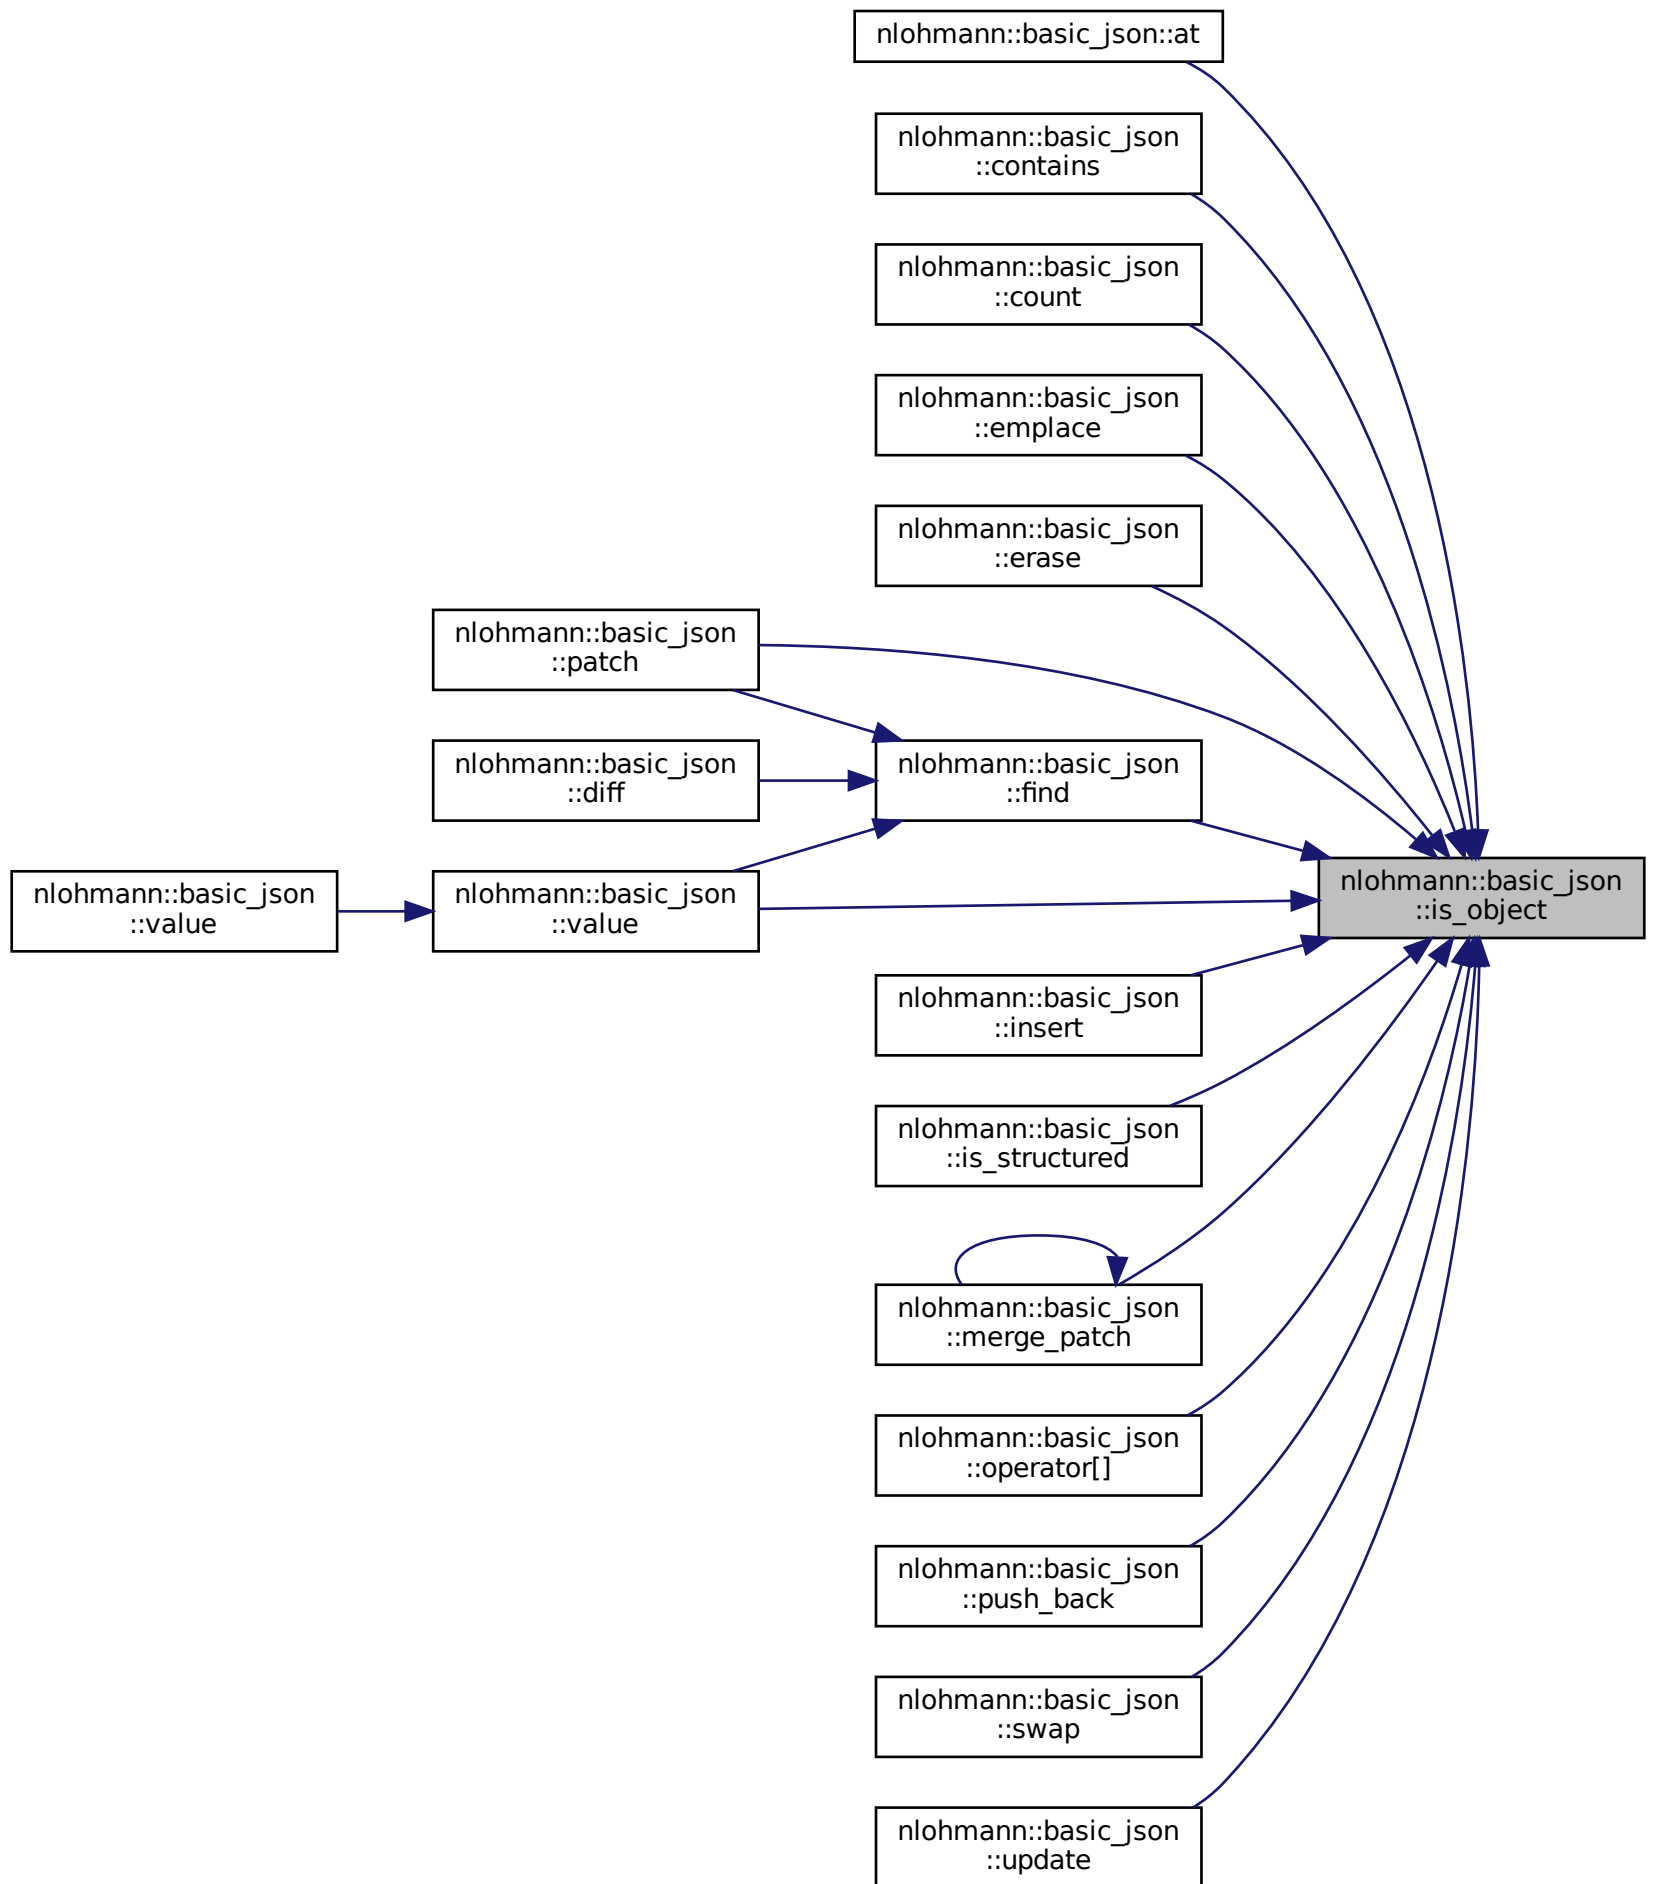 nlohmann::basic_json::at
nlohmann::basic_json
::contains
nlohmann::basic_json
::count
nlohmann::basic_json
::emplace
nlohmann::basic_json
::erase
nlohmann::basic_json
::patch
nlohmann::basic_json
::diff
nlohmann::basic_json
::find
nlohmann::basic_json
::value
nlohmann::basic_json
::value
nlohmann::basic_json
::is_object
nlohmann::basic_json
::insert
nlohmann::basic_json
::is_structured
nlohmann::basic_json
::merge_patch
nlohmann::basic_json
::operator[]
nlohmann::basic_json
::push_back
nlohmann::basic_json
::swap
nlohmann::basic_json
::update